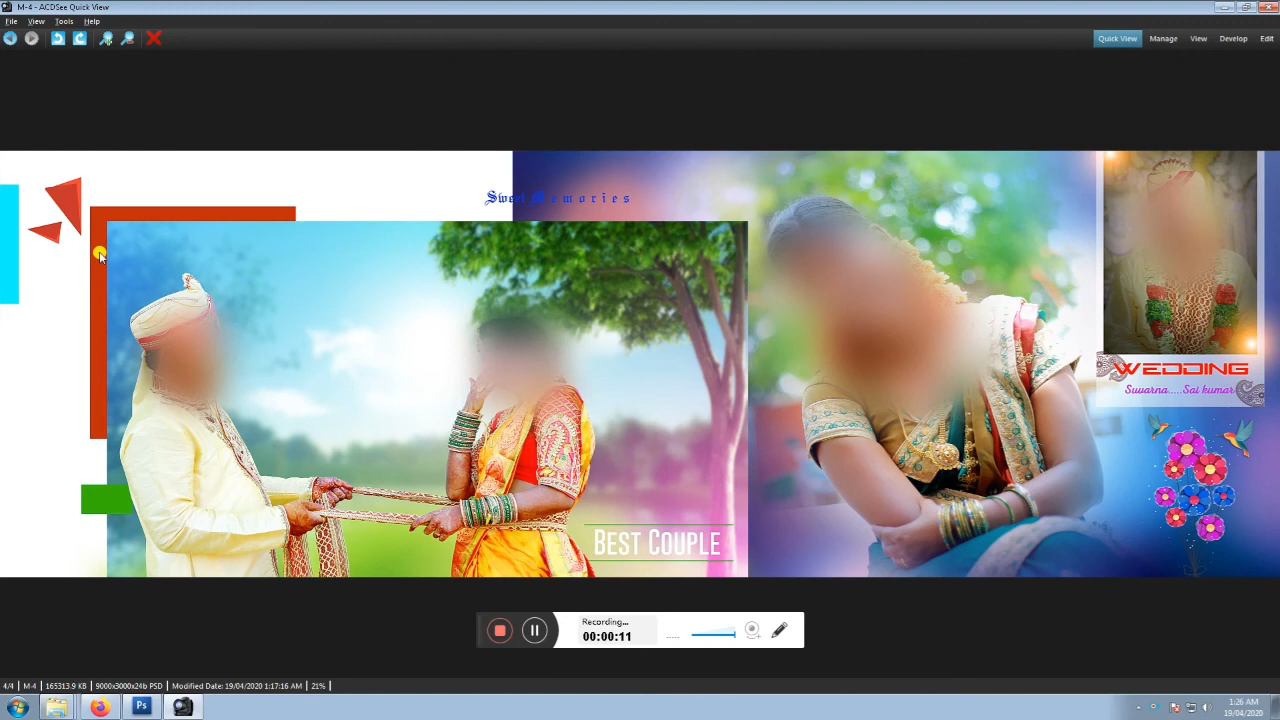 M-4 - ACDSee Quick View
File View Tools Help
Quick View Manage View Develop Edit
Sweet Memories
WEDDING
Suwarna....Sai kumar
BEST COUPLE
Recording...
00:00:11
4/4 M-4 165313.9 KB 9000x3000x24b PSD Modified Date: 19/04/2020 1:17:16 AM 21%
Ps
1:26 AM
19/04/2020